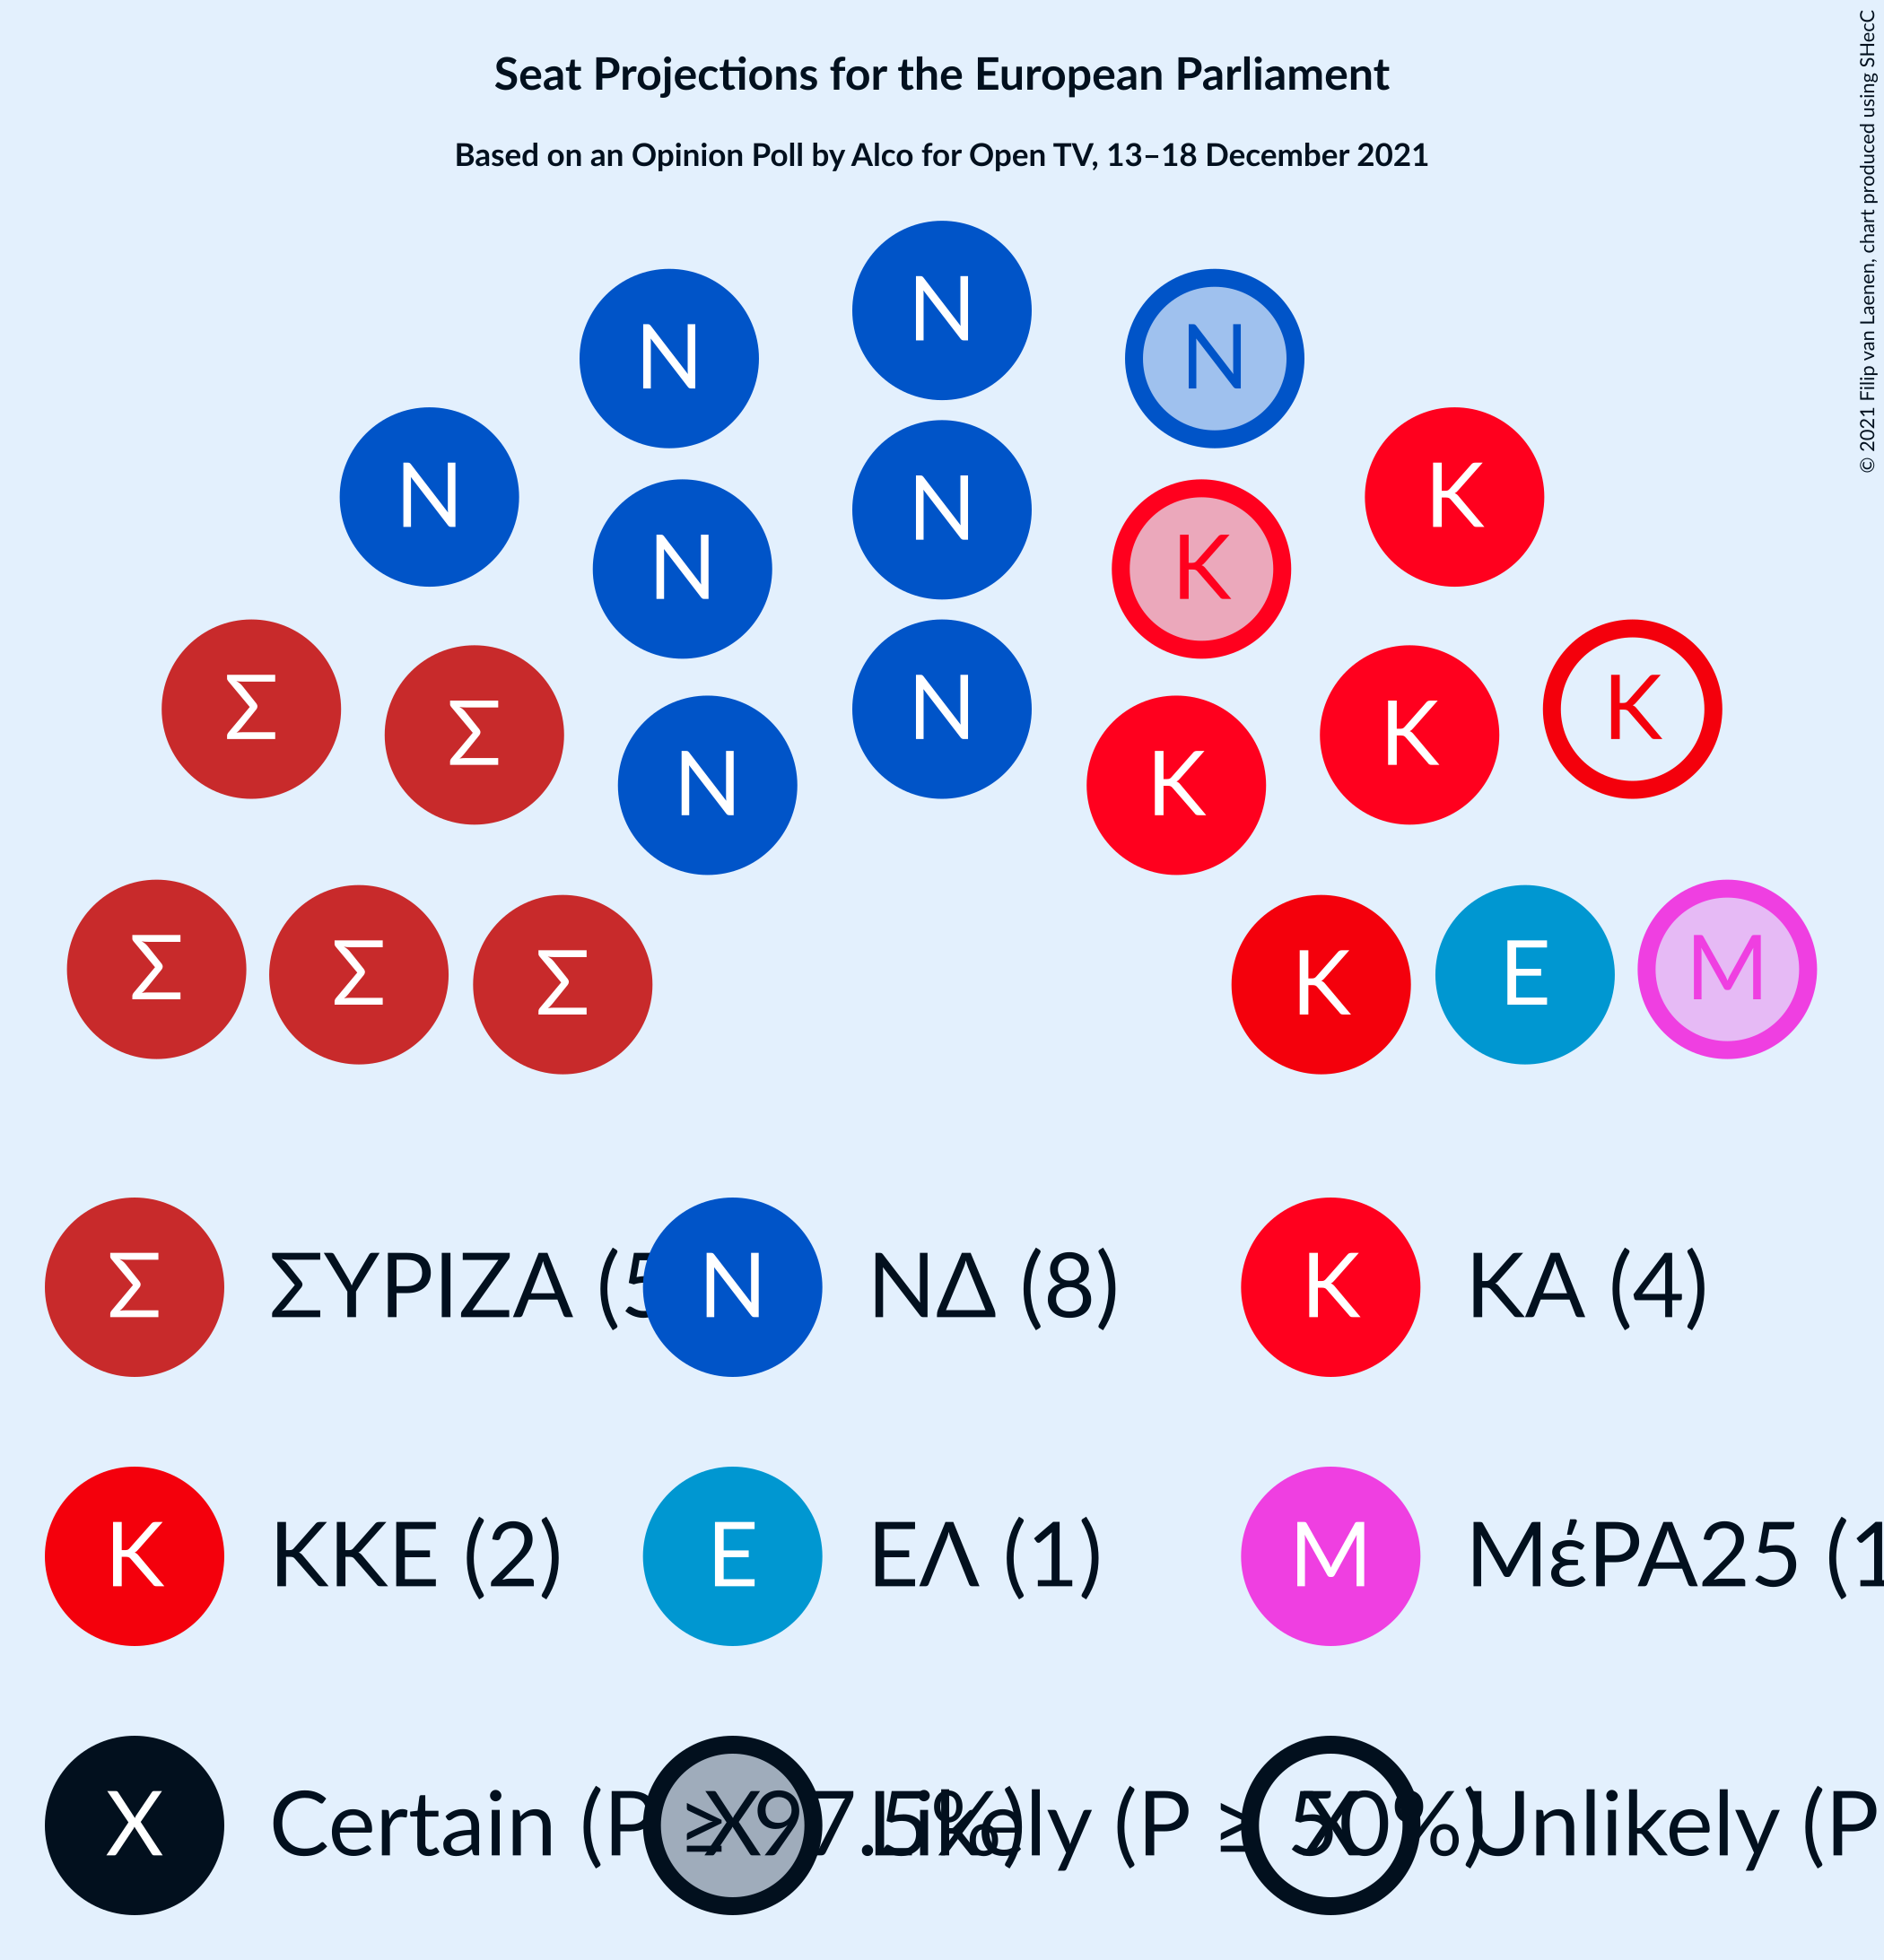 Seat Projections for the European Parliament
Based on an Opinion Poll by Alco for Open TV, 13–18 December 2021
© 2021 Filip van Laenen, chart produced using SHecC
N
N N
N K
N
N K
N
Σ N K
Σ K
N K
Σ Σ
Σ K
E
M
Σ ΣΥΡΙΖΑ (5 N ΝΔ (8) K ΚΑ (4)
K ΚΚΕ (2) E ΕΛ (1) M ΜέΡΑ25 (1
X Certain (P ≥ 97.5%) X Likely (P ≥ 50%) X Unlikely (P